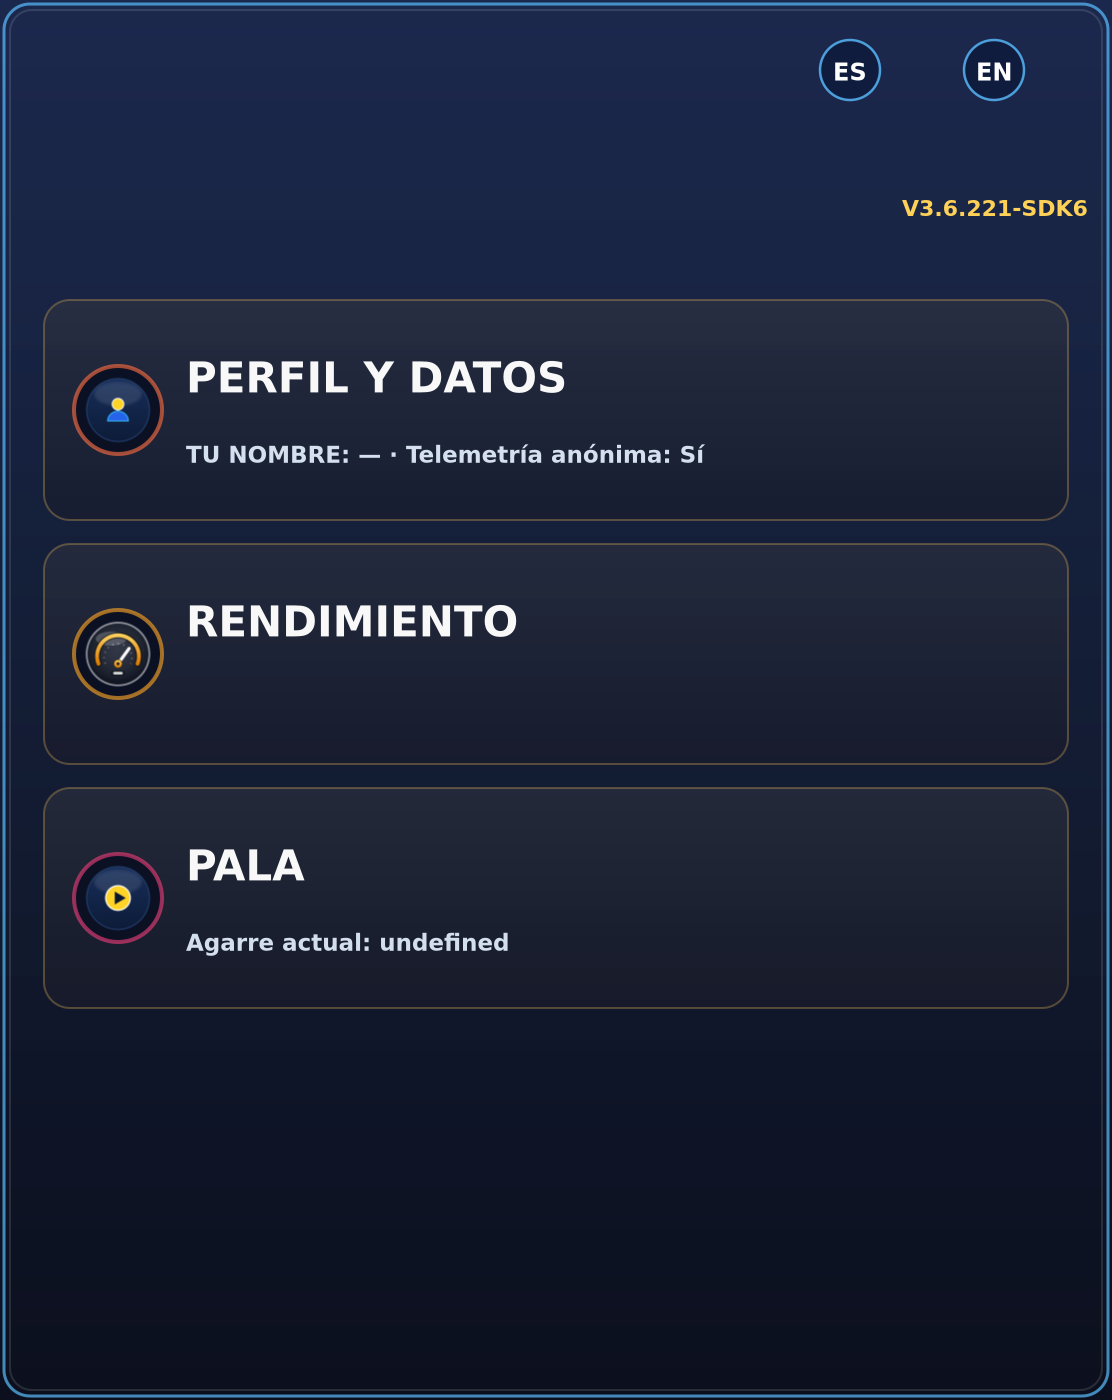 ES EN
V3.6.221-SDK6
PERFIL Y DATOS
TU NOMBRE: — · Telemetría anónima: Sí
RENDIMIENTO
PALA
Agarre actual: undefined